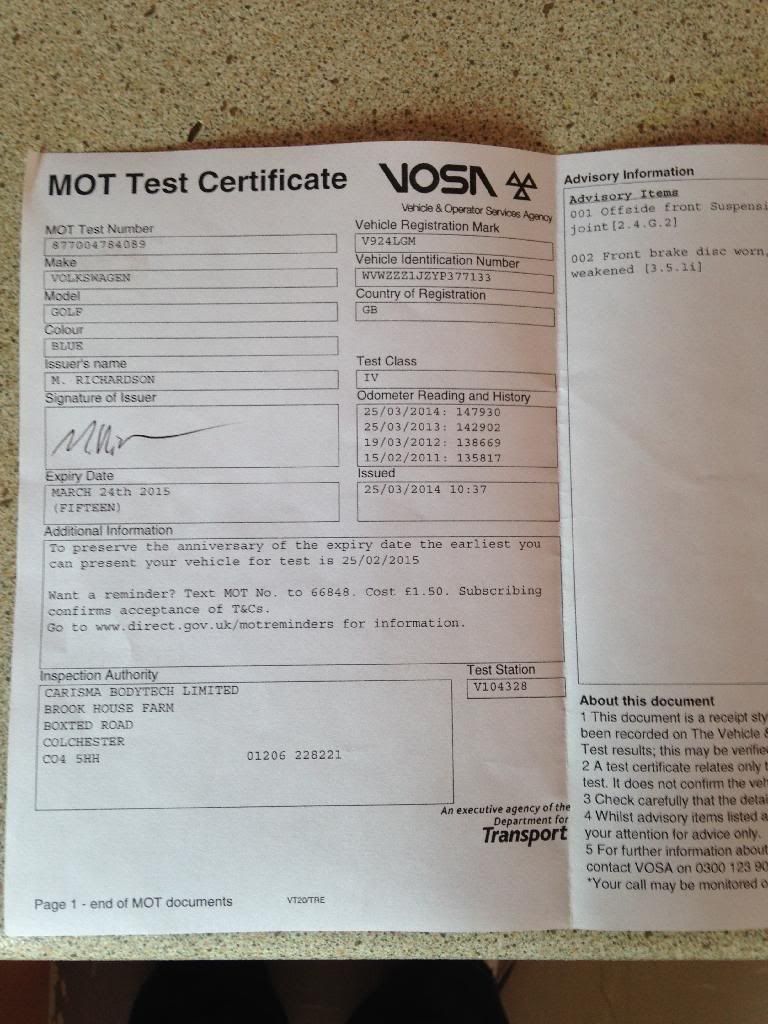 MOT Test Certificate
VOSA
Vehicle & Operator Services Agency
MOT Test Number
877004784089
Make
VOLKSWAGEN
Model
GOLF
Colour
BLUE
Issuer's name
M. RICHARDSON
Signature of Issuer
Expiry Date
MARCH 24th 2015
(FIFTEEN)
Vehicle Registration Mark
V924LGM
Vehicle Identification Number
WVWZZZ1JZYP377133
Country of Registration
GB
Test Class
IV
Odometer Reading and History
25/03/2014: 147930
25/03/2013: 142902
19/03/2012: 138669
15/02/2011: 135817
Issued
25/03/2014 10:37
Additional Information
To preserve the anniversary of the expiry date the earliest you
can present your vehicle for test is 25/02/2015
Want a reminder? Text MOT No. to 66848. Cost £1.50. Subscribing
confirms acceptance of T&Cs.
Go to www.direct.gov.uk/motreminders for information.
Inspection Authority
CARISMA BODYTECH LIMITED
BROOK HOUSE FARM
BOXTED ROAD
COLCHESTER
CO4 5HH 01206 228221
Test Station
V104328
An executive agency of the
Department for
Transport
Page 1 - end of MOT documents
VT20/TRE
Advisory Information
Advisory Items
001 Offside front Suspensi
joint [2.4.G.2]
002 Front brake disc worn,
weakened [3.5.1i]
About this document
1 This document is a receipt sty
been recorded on The Vehicle &
Test results; this may be verifie
2 A test certificate relates only t
test. It does not confirm the veh
3 Check carefully that the detai
4 Whilst advisory items listed a
your attention for advice only.
5 For further information about
contact VOSA on 0300 123 90
*Your call may be monitored o